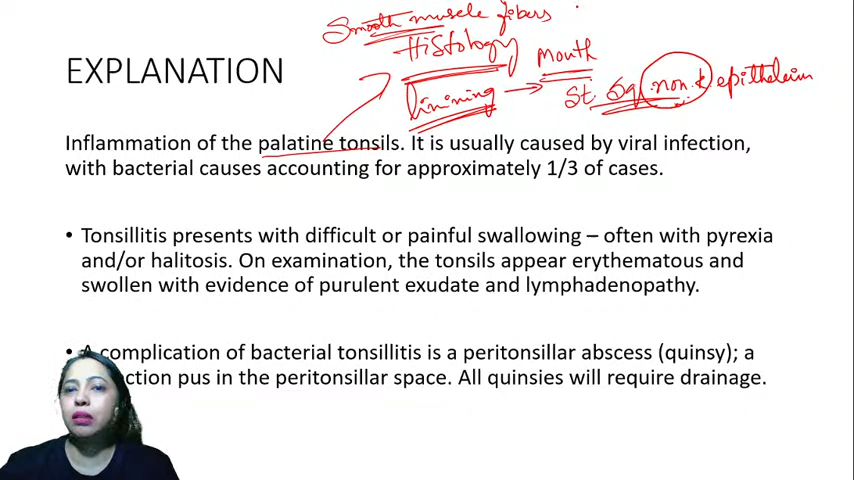 Smooth muscle fibers
Histology
EXPLANATION
Mouth
linining → St. Sq. non. k epitheleium
Inflammation of the palatine tonsils. It is usually caused by viral infection,
with bacterial causes accounting for approximately 1/3 of cases.
• Tonsillitis presents with difficult or painful swallowing – often with pyrexia
and/or halitosis. On examination, the tonsils appear erythematous and
swollen with evidence of purulent exudate and lymphadenopathy.
• A complication of bacterial tonsillitis is a peritonsillar abscess (quinsy); a
pus in the peritonsillar space. All quinsies will require drainage.